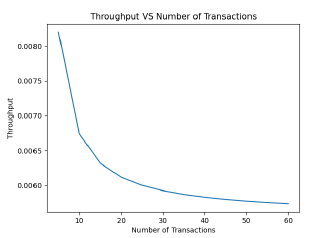 Throughput VS Number of Transactions
0.0080
0.0075
0.0070
0.0065
0.0060
Throughput
10 20 30 40 50 60
Number of Transactions